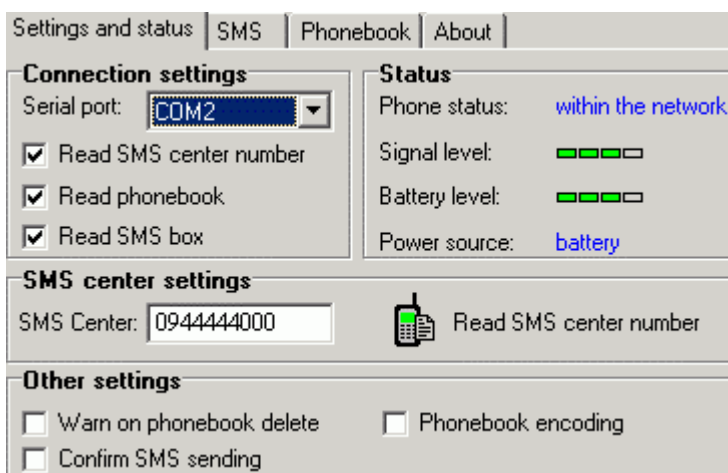 Settings and status SMS Phonebook About
Connection settings
Serial port: COM2
Read SMS center number
Read phonebook
Read SMS box
Status
Phone status: within the network
Signal level:
Battery level:
Power source: battery
SMS center settings
SMS Center: 0944444000 Read SMS center number
Other settings
Warn on phonebook delete Phonebook encoding
Confirm SMS sending